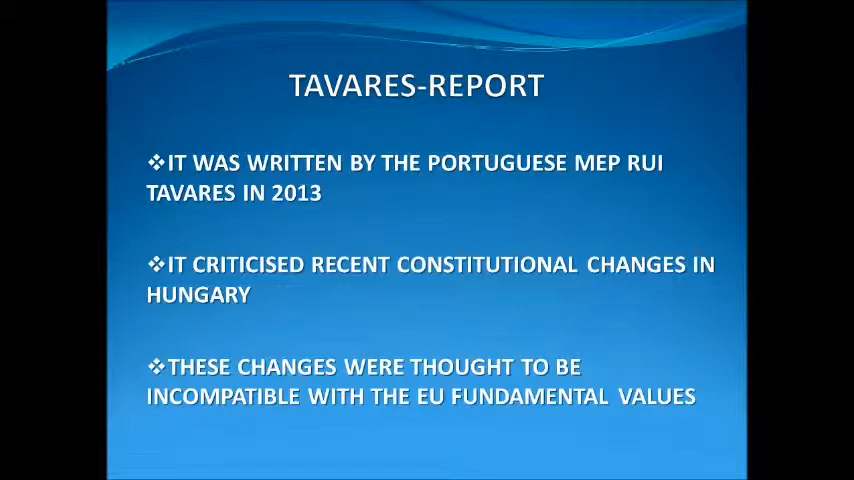 TAVARES-REPORT
❖IT WAS WRITTEN BY THE PORTUGUESE MEP RUI
TAVARES IN 2013
❖IT CRITICISED RECENT CONSTITUTIONAL CHANGES IN
HUNGARY
❖THESE CHANGES WERE THOUGHT TO BE
INCOMPATIBLE WITH THE EU FUNDAMENTAL VALUES